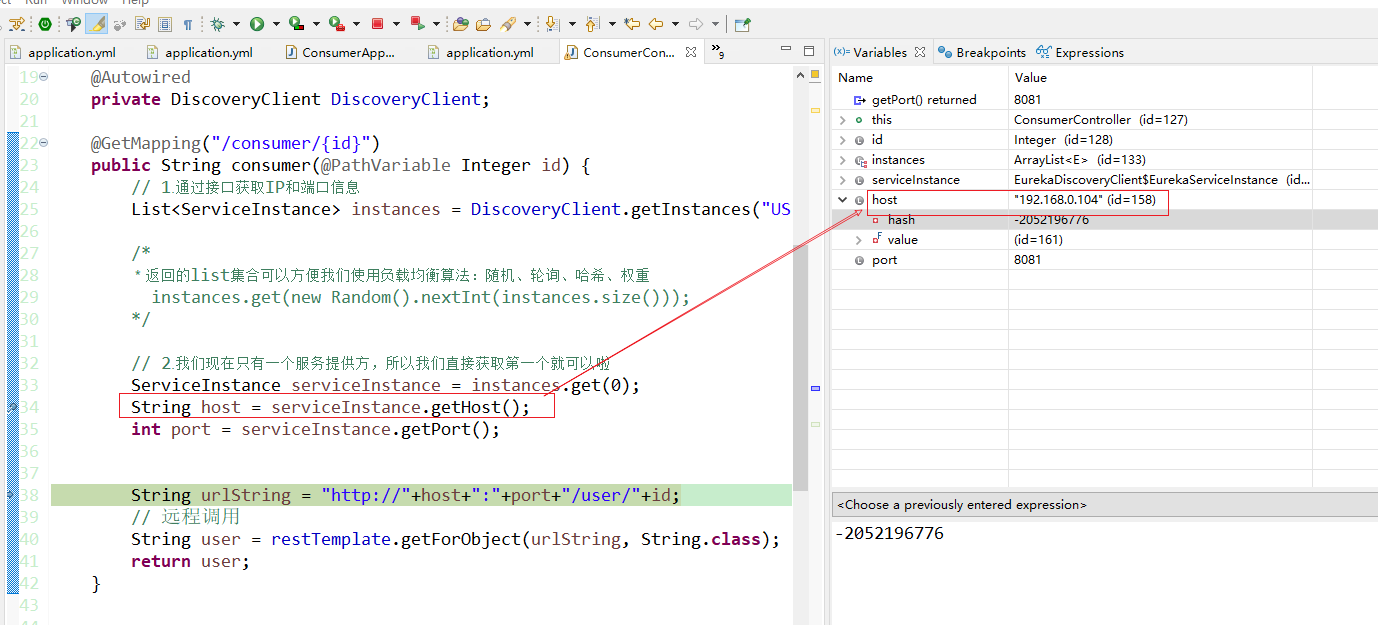 Run Window Help
application.yml application.yml ConsumerApp... application.yml ConsumerCon... 9
19 @Autowired
20 private DiscoveryClient DiscoveryClient;
21
22 @GetMapping("/consumer/{id}")
23 public String consumer(@PathVariable Integer id) {
24 // 1.通过接口获取IP和端口信息
25 List<ServiceInstance> instances = DiscoveryClient.getInstances("US
26
27 /*
28 * 返回的list集合可以方便我们使用负载均衡算法：随机、轮询、哈希、权重
29 instances.get(new Random().nextInt(instances.size()));
30 */
31
32 // 2.我们现在只有一个服务提供方，所以我们直接获取第一个就可以啦
33 ServiceInstance serviceInstance = instances.get(0);
34 String host = serviceInstance.getHost();
35 int port = serviceInstance.getPort();
36
37
38 String urlString = "http://"+host+":"+port+"/user/"+id;
39 // 远程调用
40 String user = restTemplate.getForObject(urlString, String.class);
41 return user;
42 }
43
(x)= Variables Breakpoints Expressions
Name Value
getPort() returned 8081
this ConsumerController (id=127)
id Integer (id=128)
instances ArrayList<E> (id=133)
serviceInstance EurekaDiscoveryClient$EurekaServiceInstance (id...
host "192.168.0.104" (id=158)
hash -2052196776
value (id=161)
port 8081
<Choose a previously entered expression>
-2052196776